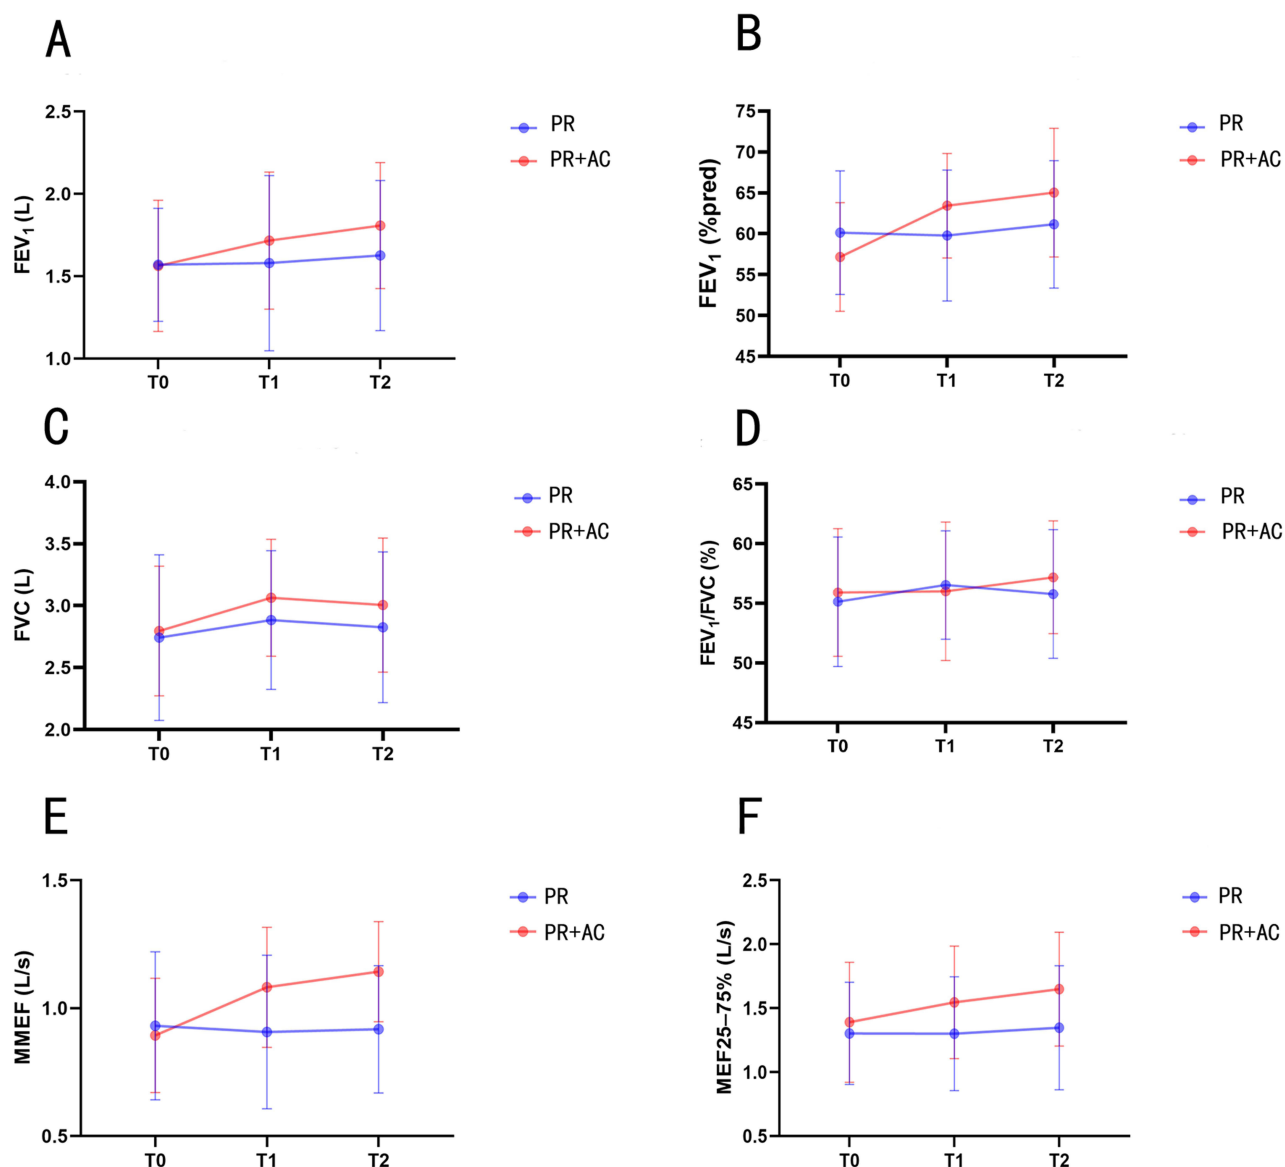 A
FEV1 (L)
2.5
2.0
1.5
1.0
T0 T1 T2
PR
PR+AC
B
FEV1 (%pred)
75
70
65
60
55
50
45
T0 T1 T2
PR
PR+AC
C
FVC (L)
4.0
3.5
3.0
2.5
2.0
T0 T1 T2
PR
PR+AC
D
FEV1/FVC (%)
65
60
55
50
45
T0 T1 T2
PR
PR+AC
E
MMEF (L/s)
1.5
1.0
0.5
T0 T1 T2
PR
PR+AC
F
MEF25–75% (L/s)
2.5
2.0
1.5
1.0
0.5
T0 T1 T2
PR
PR+AC